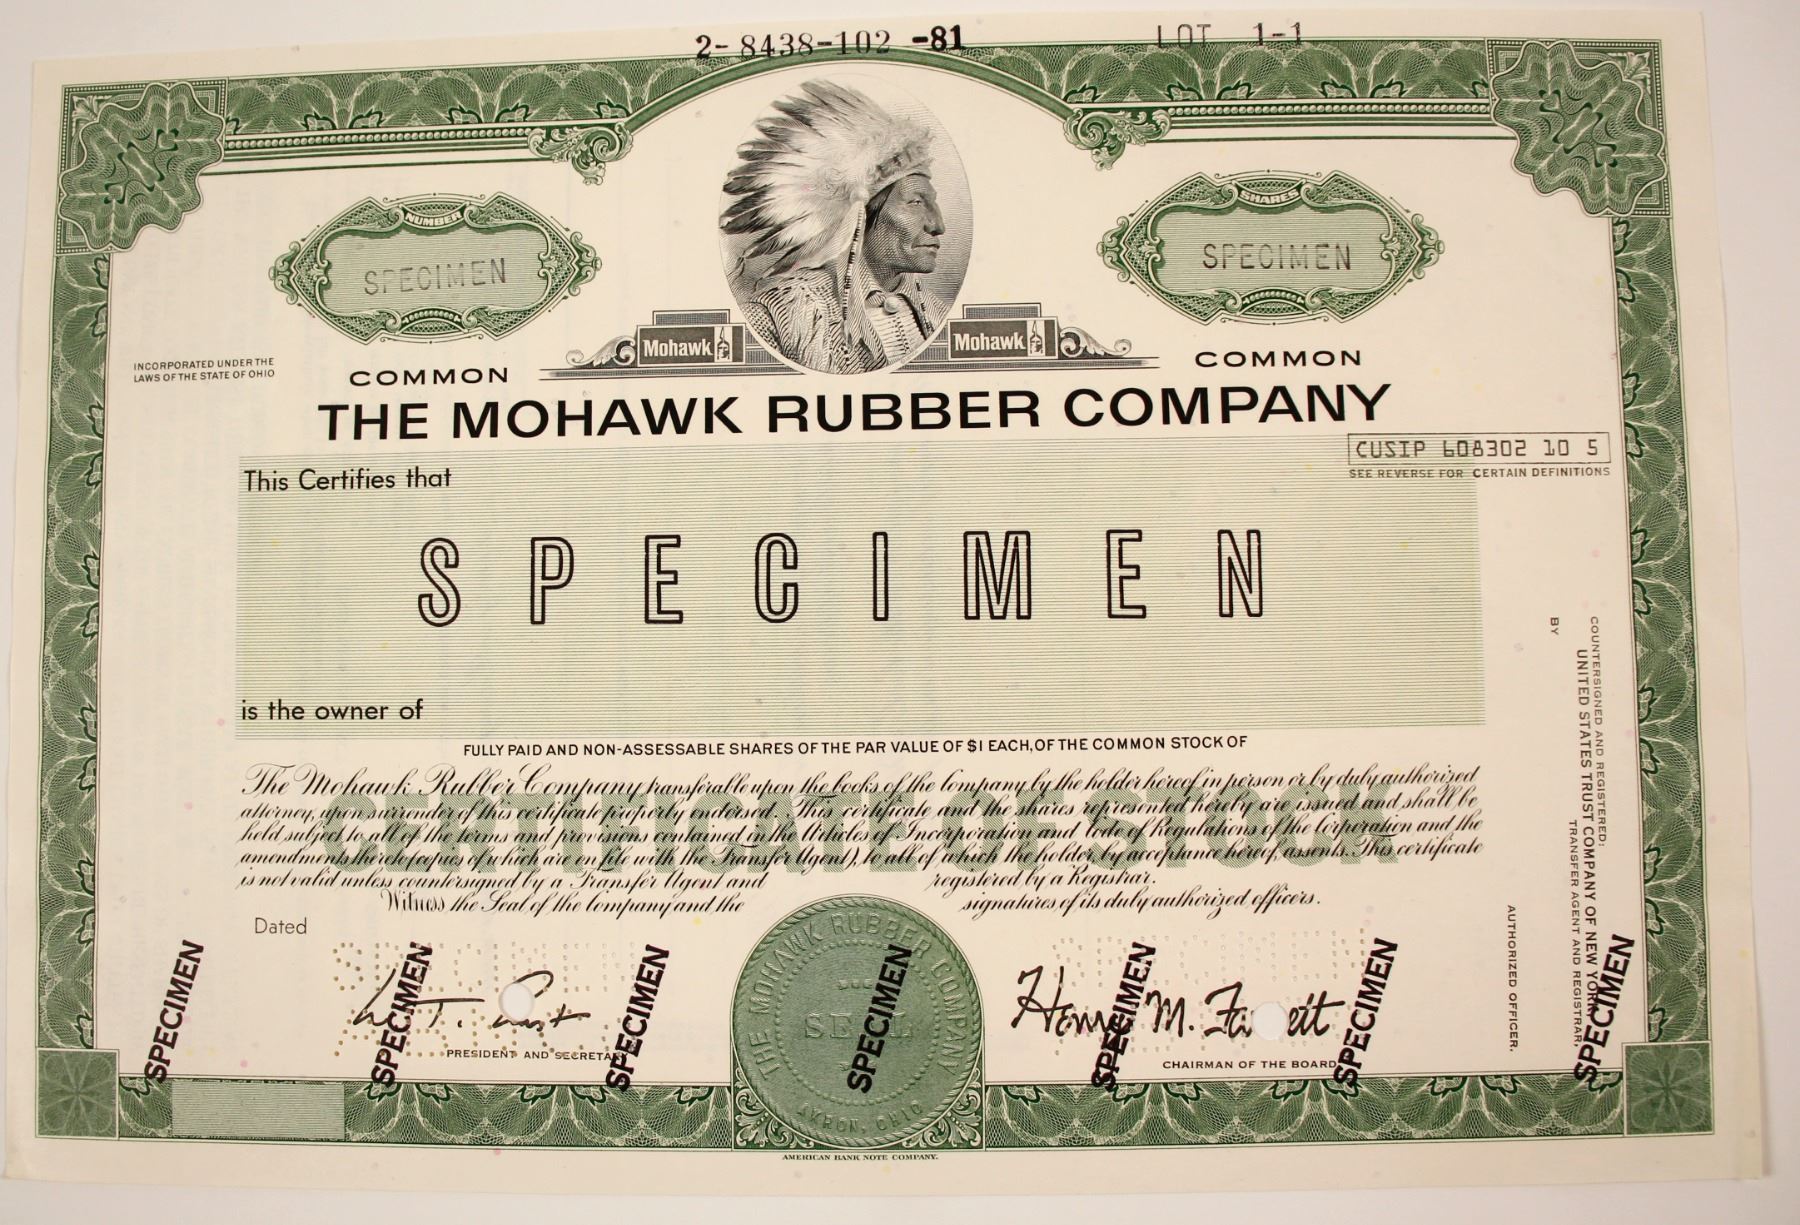 2- 8438-102 -81
LOT 1-1
NUMBER
SPECIMEN
SHARES
SPECIMEN
Mohawk
Mohawk
INCORPORATED UNDER THE
LAWS OF THE STATE OF OHIO
COMMON
COMMON
THE MOHAWK RUBBER COMPANY
CUSIP 608302 10 5
SEE REVERSE FOR CERTAIN DEFINITIONS
This Certifies that
SPECIMEN
is the owner of
FULLY PAID AND NON-ASSESSABLE SHARES OF THE PAR VALUE OF $1 EACH, OF THE COMMON STOCK OF
CERTIFICATE OF STOCK
The Mohawk Rubber Company transferable upon the books of the Company by the holder hereof in person or by duly authorized
attorney, upon surrender of this certificate properly endorsed. This certificate and the shares represented hereby are issued and shall be
held subject to all of the terms and provisions contained in the Articles of Incorporation and Code of Regulations of the Corporation and the
amendments thereto (copies of which are on file with the Transfer Agent), to all of which the holder, by acceptance hereof, assents. This certificate
is not valid unless countersigned by a Transfer Agent and registered by a Registrar.
Witness the Seal of the Company and the signatures of its duly authorized officers.
Dated
SPECIMEN
SPECIMEN
SPECIMEN
SPECIMEN
SPECIMEN
SPECIMEN
SPECIMEN
SPECIMEN
SPECIMEN
PRESIDENT AND SECRETARY
THE MOHAWK RUBBER COMPANY
SEAL
AKRON, OHIO
Henry M. Fawcett
CHAIRMAN OF THE BOARD
COUNTERSIGNED AND REGISTERED:
UNITED STATES TRUST COMPANY OF NEW YORK
TRANSFER AGENT AND REGISTRAR,
BY
AUTHORIZED OFFICER.
AMERICAN BANK NOTE COMPANY.